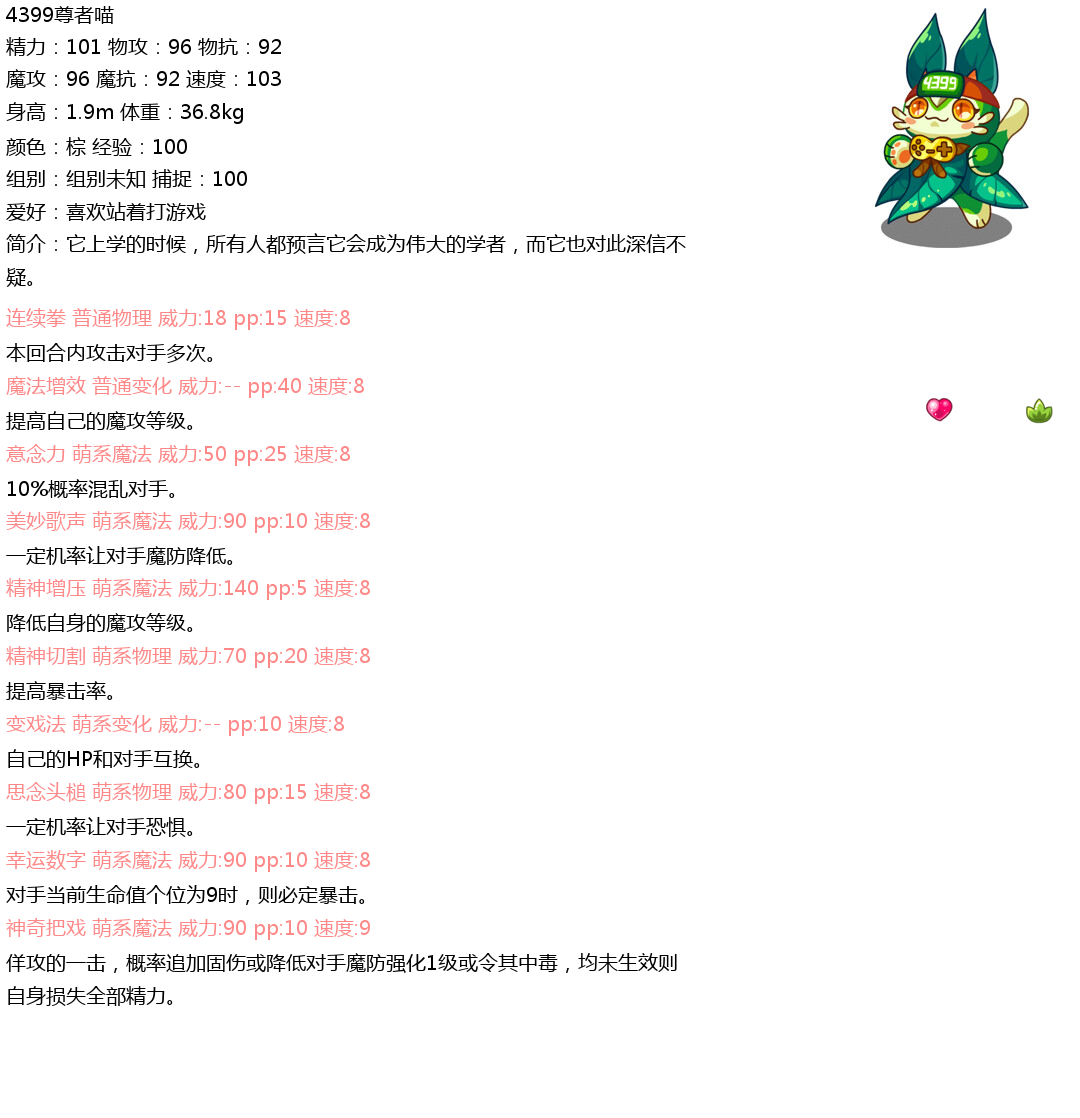 4399尊者喵
精力：101 物攻：96 物抗：92
魔攻：96 魔抗：92 速度：103
身高：1.9m 体重：36.8kg
颜色：棕 经验：100
组别：组别未知 捕捉：100
爱好：喜欢站着打游戏
简介：它上学的时候，所有人都预言它会成为伟大的学者，而它也对此深信不
疑。
4399
连续拳 普通物理 威力:18 pp:15 速度:8
本回合内攻击对手多次。
魔法增效 普通变化 威力:-- pp:40 速度:8
提高自己的魔攻等级。
意念力 萌系魔法 威力:50 pp:25 速度:8
10%概率混乱对手。
美妙歌声 萌系魔法 威力:90 pp:10 速度:8
一定机率让对手魔防降低。
精神增压 萌系魔法 威力:140 pp:5 速度:8
降低自身的魔攻等级。
精神切割 萌系物理 威力:70 pp:20 速度:8
提高暴击率。
变戏法 萌系变化 威力:-- pp:10 速度:8
自己的HP和对手互换。
思念头槌 萌系物理 威力:80 pp:15 速度:8
一定机率让对手恐惧。
幸运数字 萌系魔法 威力:90 pp:10 速度:8
对手当前生命值个位为9时，则必定暴击。
神奇把戏 萌系魔法 威力:90 pp:10 速度:9
佯攻的一击，概率追加固伤或降低对手魔防强化1级或令其中毒，均未生效则
自身损失全部精力。